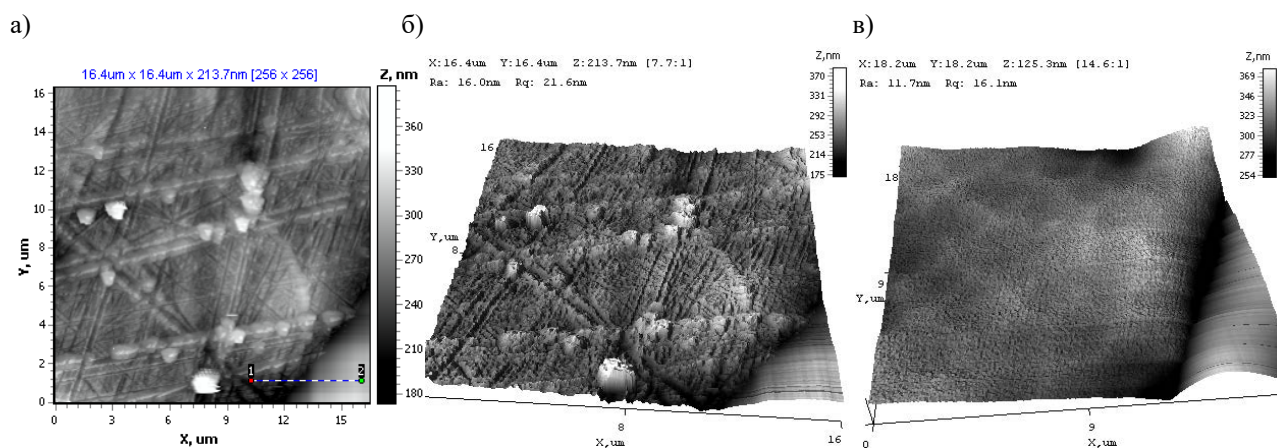 а)
16.4um x 16.4um x 213.7nm [256 x 256]
Z, nm
360
330
300
270
240
210
180
16
14
12
10
8
6
4
2
0
Y, um
1
2
0
3
6
9
12
15
X, um
б)
X:16.4um Y:16.4um Z:213.7nm [7.7:1]
Ra: 16.0nm Rq: 21.6nm
Z,nm
370
331
292
253
214
175
16
Y,um
8
8
16
X,um
в)
X:18.2um Y:18.2um Z:125.3nm [14.6:1]
Ra: 11.7nm Rq: 16.1nm
Z,nm
369
346
323
300
277
254
18
9
Y,um
0
9
X,um